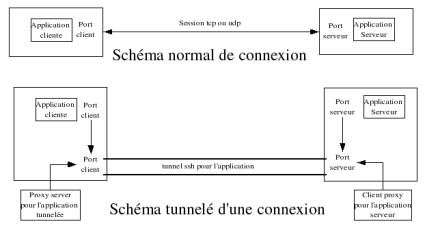 Application
cliente
Port
client
Session tcp ou udp
Port
serveur
Application
Serveur
Schéma normal de connexion
Application
cliente
Port
client
Port
client
tunnel ssh pour l'application
Port
serveur
Application
Serveur
Port
serveur
Proxy server
pour l'application
tunnelée
Schéma tunnelé d'une connexion
Client proxy
pour l'application
serveur